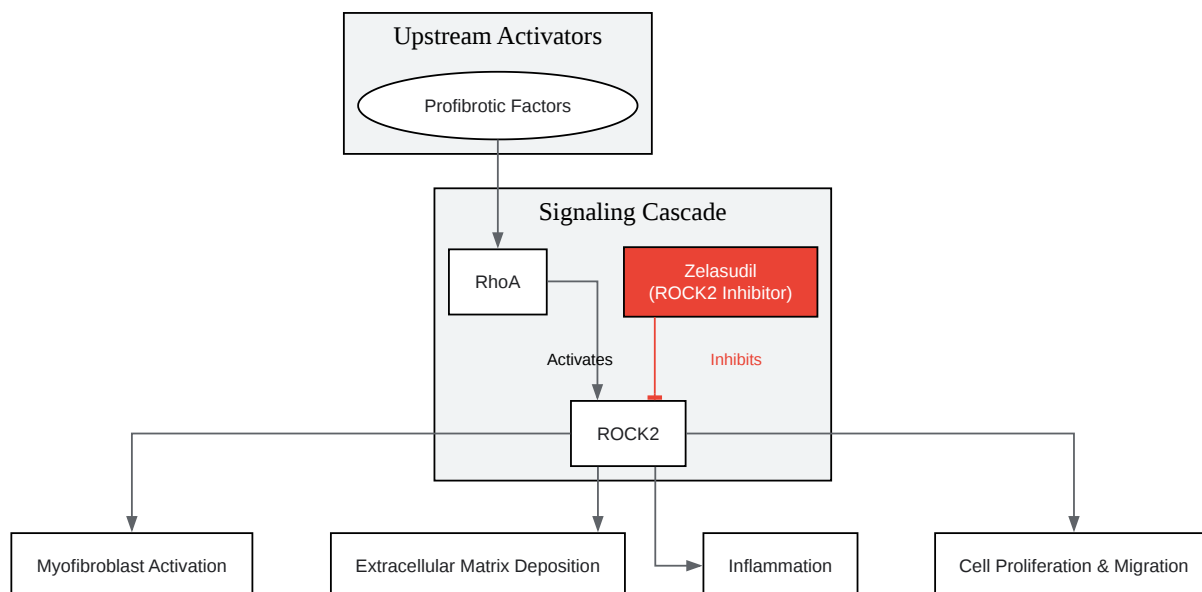 Upstream Activators
Profibrotic Factors
Signaling Cascade
RhoA
Zelasudil
(ROCK2 Inhibitor)
Activates
Inhibits
ROCK2
Myofibroblast Activation
Extracellular Matrix Deposition
Inflammation
Cell Proliferation & Migration